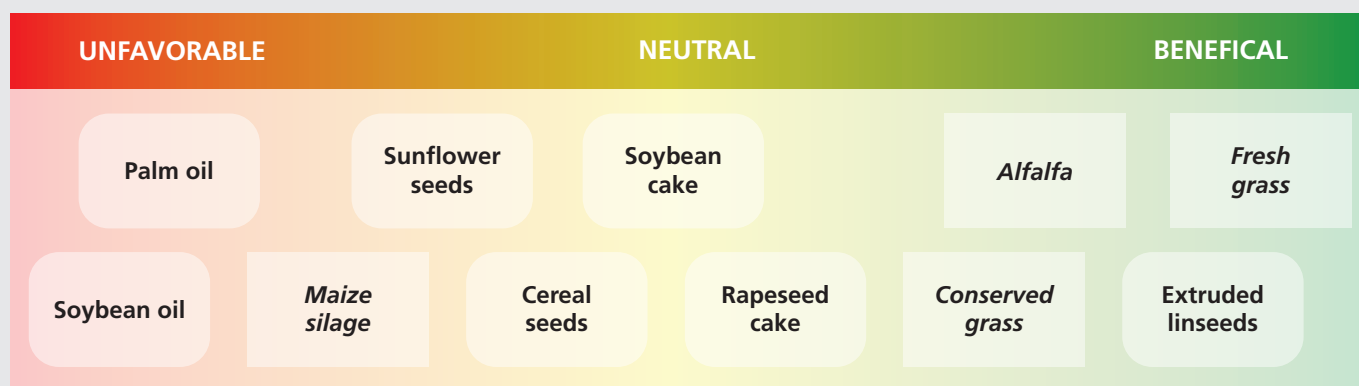 UNFAVORABLE NEUTRAL BENEFICAL
Palm oil
Sunflower
seeds
Soybean
cake
Alfalfa
Fresh
grass
Soybean oil
Maize
silage
Cereal
seeds
Rapeseed
cake
Conserved
grass
Extruded
linseeds